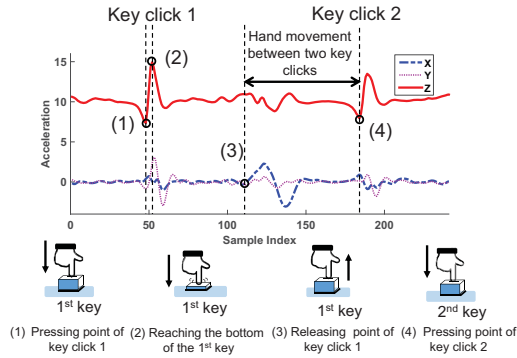 Key click 1
Key click 2
(2)
Hand movement
between two key
clicks
X
Y
Z
15
10
5
0
Acceleration
(1)
(3)
(4)
0
50
100
150
200
Sample Index
1st key
1st key
1st key
2nd key
(1) Pressing point of
key click 1
(2) Reaching the bottom
of the 1st key
(3) Releasing point of
key click 1
(4) Pressing point of
key click 2